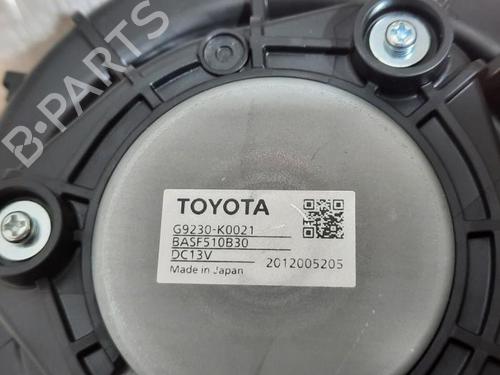 B-PARTS
TOYOTA
G9230-K0021
BASF510B30
DC13V
Made in Japan 2012005205